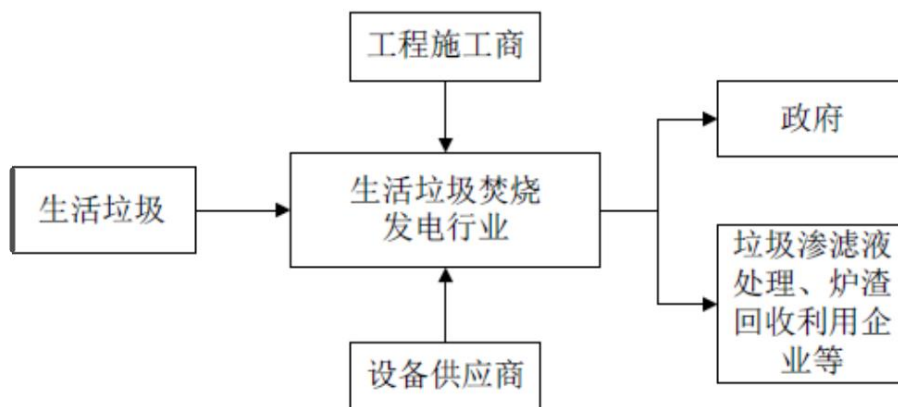 工程施工商
政府
生活垃圾
生活垃圾焚烧
发电行业
垃圾渗滤液
处理、炉渣
回收利用企
业等
设备供应商